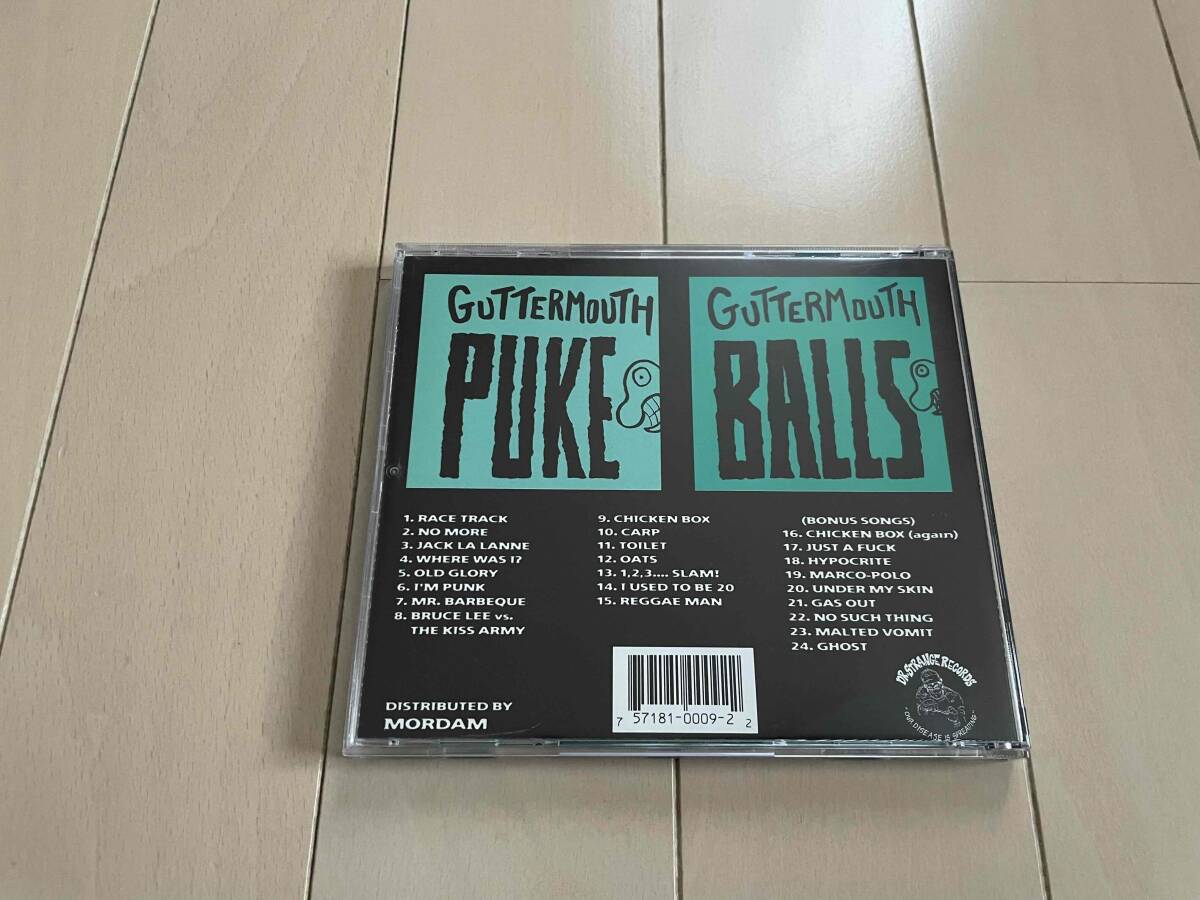 GUTTERMOUTH
PUKE
GUTTERMOUTH
BALLS
1. RACE TRACK
2. NO MORE
3. JACK LA LANNE
4. WHERE WAS I?
5. OLD GLORY
6. I'M PUNK
7. MR. BARBEQUE
8. BRUCE LEE vs.
THE KISS ARMY
9. CHICKEN BOX
10. CARP
11. TOILET
12. OATS
13. 1,2,3.... SLAM!
14. I USED TO BE 20
15. REGGAE MAN
(BONUS SONGS)
16. CHICKEN BOX (again)
17. JUST A FUCK
18. HYPOCRITE
19. MARCO-POLO
20. UNDER MY SKIN
21. GAS OUT
22. NO SUCH THING
23. MALTED VOMIT
24. GHOST
DISTRIBUTED BY
MORDAM
7 57181-0009-2 2
DR. STRANGE RECORDS
"OUR DISEASE IS SPREADING"